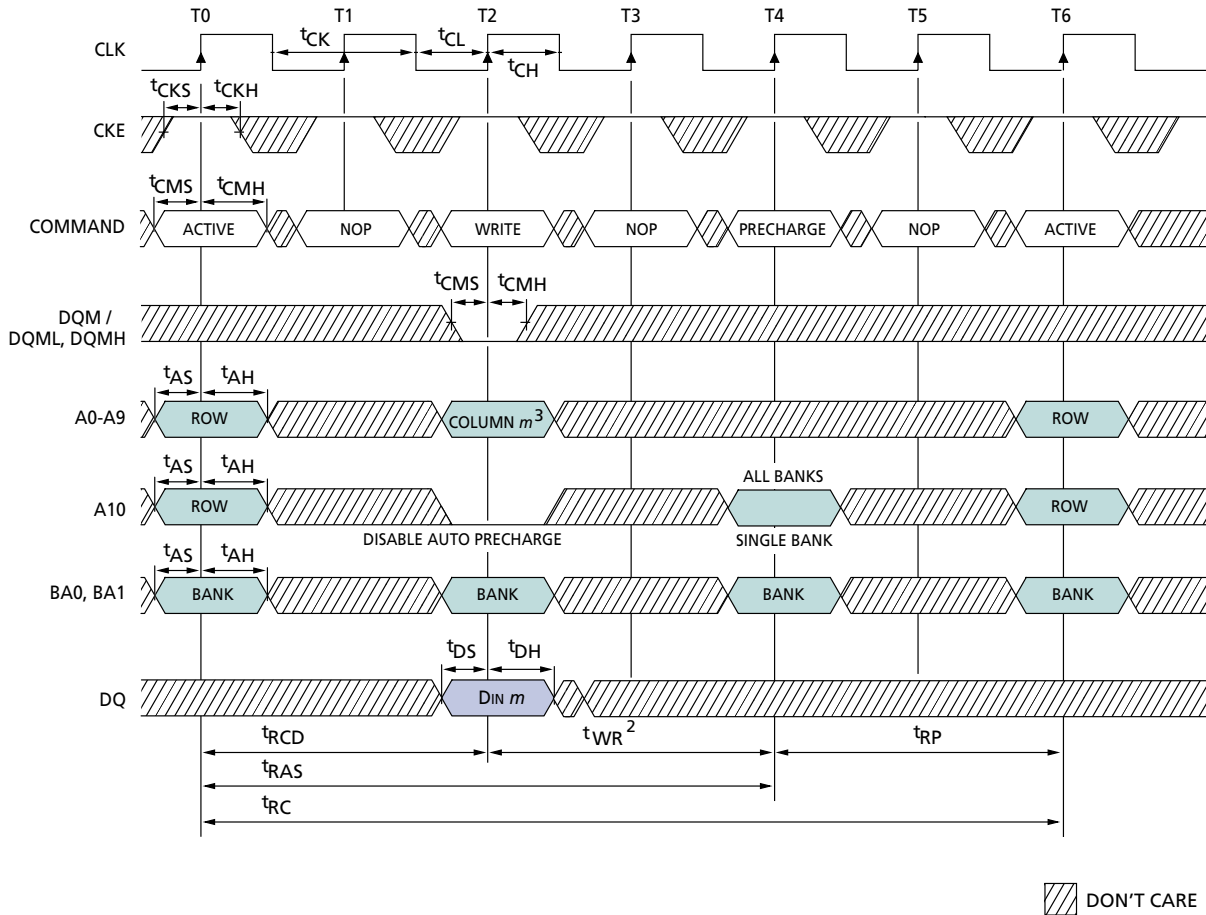 T0 T1 T2 T3 T4 T5 T6
CLK
tCK tCL
tCH
tCKS tCKH
CKE
tCMS tCMH
COMMAND ACTIVE NOP WRITE NOP PRECHARGE NOP ACTIVE
tCMS tCMH
DQM /
DQML, DQMH
tAS tAH
A0-A9 ROW COLUMN m3 ROW
tAS tAH
ALL BANKS
A10 ROW ROW
DISABLE AUTO PRECHARGE SINGLE BANK
tAS tAH
BA0, BA1 BANK BANK BANK BANK
tDS tDH
DQ DIN m
tRCD tWR2 tRP
tRAS
tRC
DON'T CARE